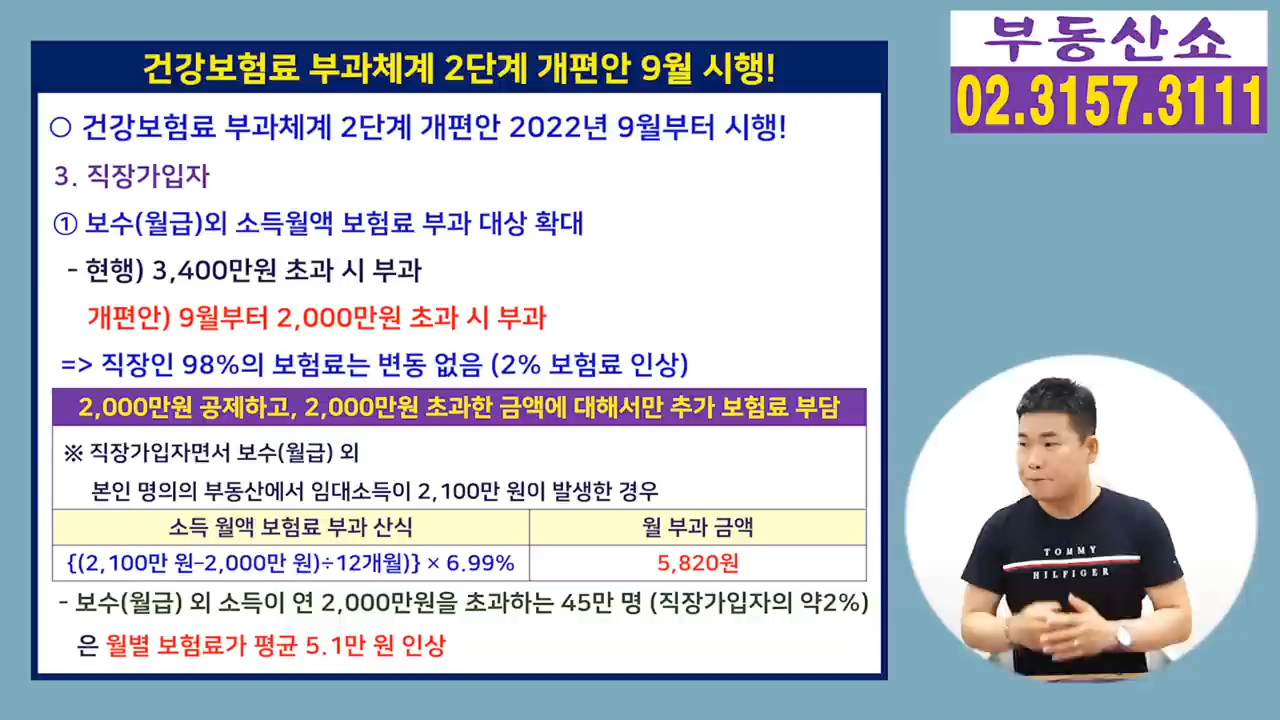 부동산쇼
02.3157.3111
건강보험료 부과체계 2단계 개편안 9월 시행!
○ 건강보험료 부과체계 2단계 개편안 2022년 9월부터 시행!
3. 직장가입자
① 보수(월급)외 소득월액 보험료 부과 대상 확대
- 현행) 3,400만원 초과 시 부과
개편안) 9월부터 2,000만원 초과 시 부과
=> 직장인 98%의 보험료는 변동 없음 (2% 보험료 인상)
2,000만원 공제하고, 2,000만원 초과한 금액에 대해서만 추가 보험료 부담
※ 직장가입자면서 보수(월급) 외
본인 명의의 부동산에서 임대소득이 2,100만 원이 발생한 경우
소득 월액 보험료 부과 산식 월 부과 금액
{(2,100만 원–2,000만 원)÷12개월)} × 6.99% 5,820원
- 보수(월급) 외 소득이 연 2,000만원을 초과하는 45만 명 (직장가입자의 약2%)
은 월별 보험료가 평균 5.1만 원 인상
TOMMY
HILFIGER